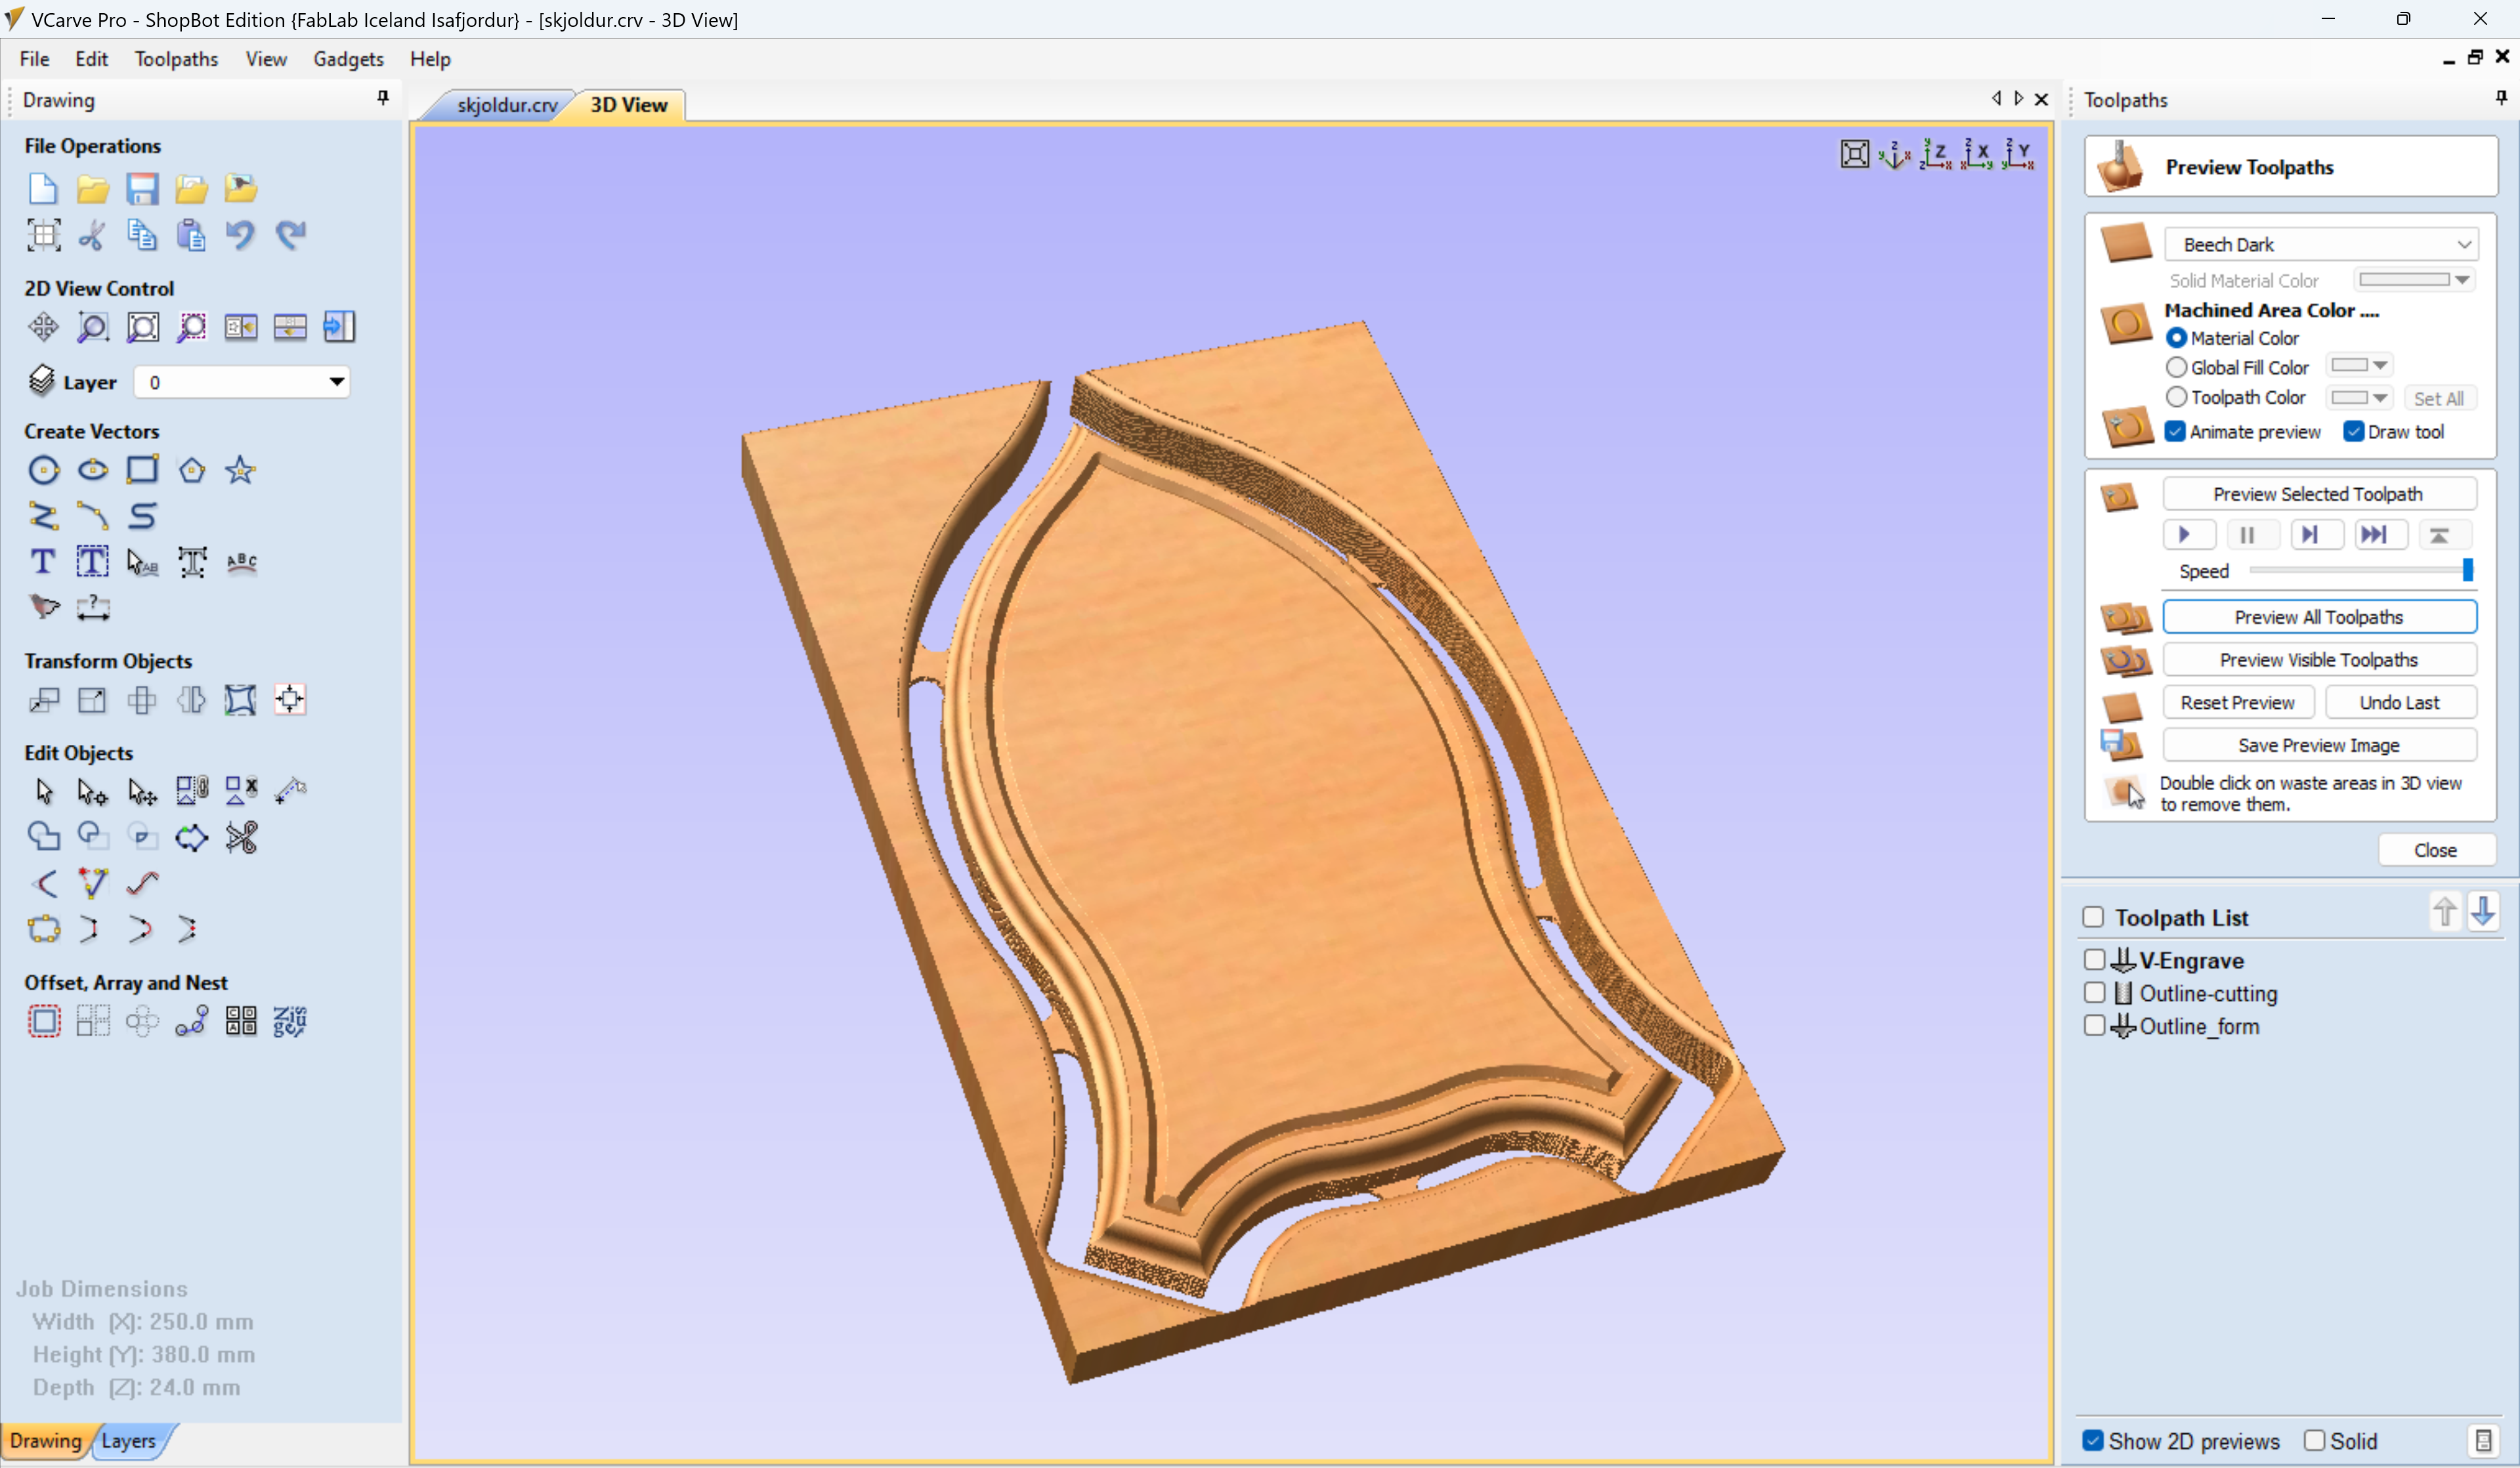 VCarve Pro - ShopBot Edition {FabLab Iceland Isafjordur} - [skjoldur.crv - 3D View]
File Edit Toolpaths View Gadgets Help
Drawing
File Operations
2D View Control
Layer 0
Create Vectors
Transform Objects
Edit Objects
Offset, Array and Nest
Job Dimensions
Width (X): 250.0 mm
Height (Y): 380.0 mm
Depth (Z): 24.0 mm
Drawing Layers
skjoldur.crv 3D View
Toolpaths
Preview Toolpaths
Beech Dark
Solid Material Color
Machined Area Color ....
Material Color
Global Fill Color
Toolpath Color Set All
Animate preview Draw tool
Preview Selected Toolpath
Speed
Preview All Toolpaths
Preview Visible Toolpaths
Reset Preview Undo Last
Save Preview Image
Double click on waste areas in 3D view
to remove them.
Close
Toolpath List
V-Engrave
Outline-cutting
Outline_form
Show 2D previews Solid